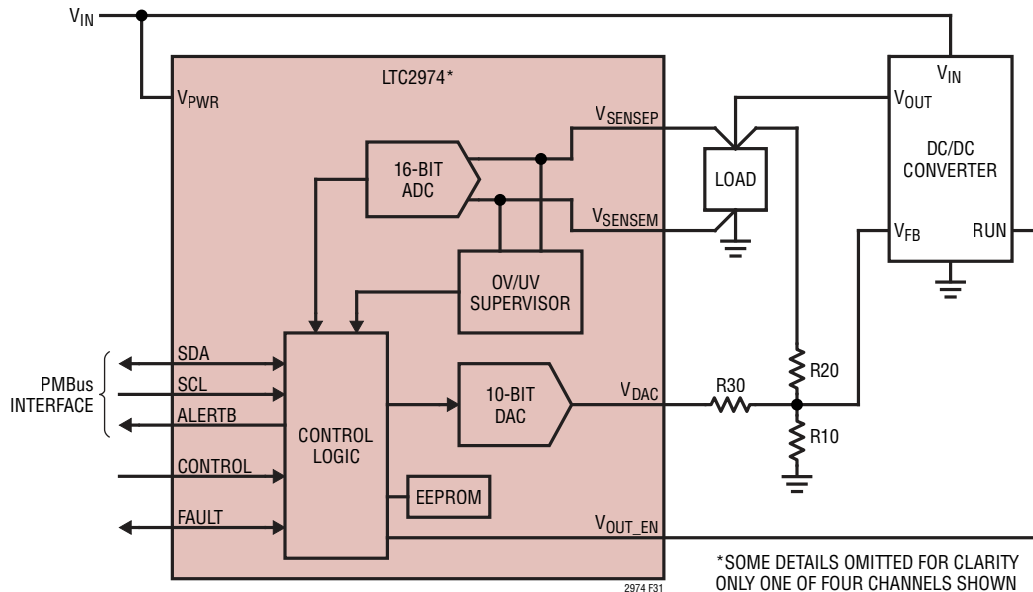 VIN
LTC2974*
VPWR
VIN
VOUT
VSENSEP
DC/DC
CONVERTER
16-BIT
ADC
LOAD
VSENSEM
VFB
RUN
OV/UV
SUPERVISOR
PMBus
INTERFACE
SDA
SCL
ALERTB
CONTROL
FAULT
CONTROL
LOGIC
10-BIT
DAC
VDAC
R30
R20
R10
EEPROM
VOUT_EN
2974 F31
*SOME DETAILS OMITTED FOR CLARITY
ONLY ONE OF FOUR CHANNELS SHOWN